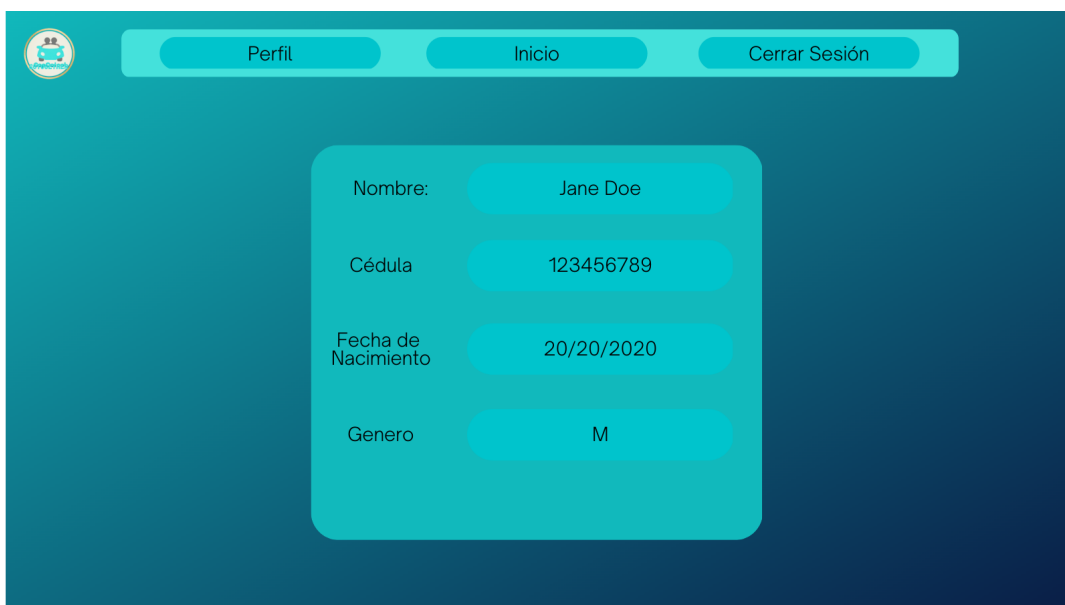 Perfil
Inicio
Cerrar Sesión
Nombre:
Jane Doe
Cédula
123456789
Fecha de
Nacimiento
20/20/2020
Genero
M